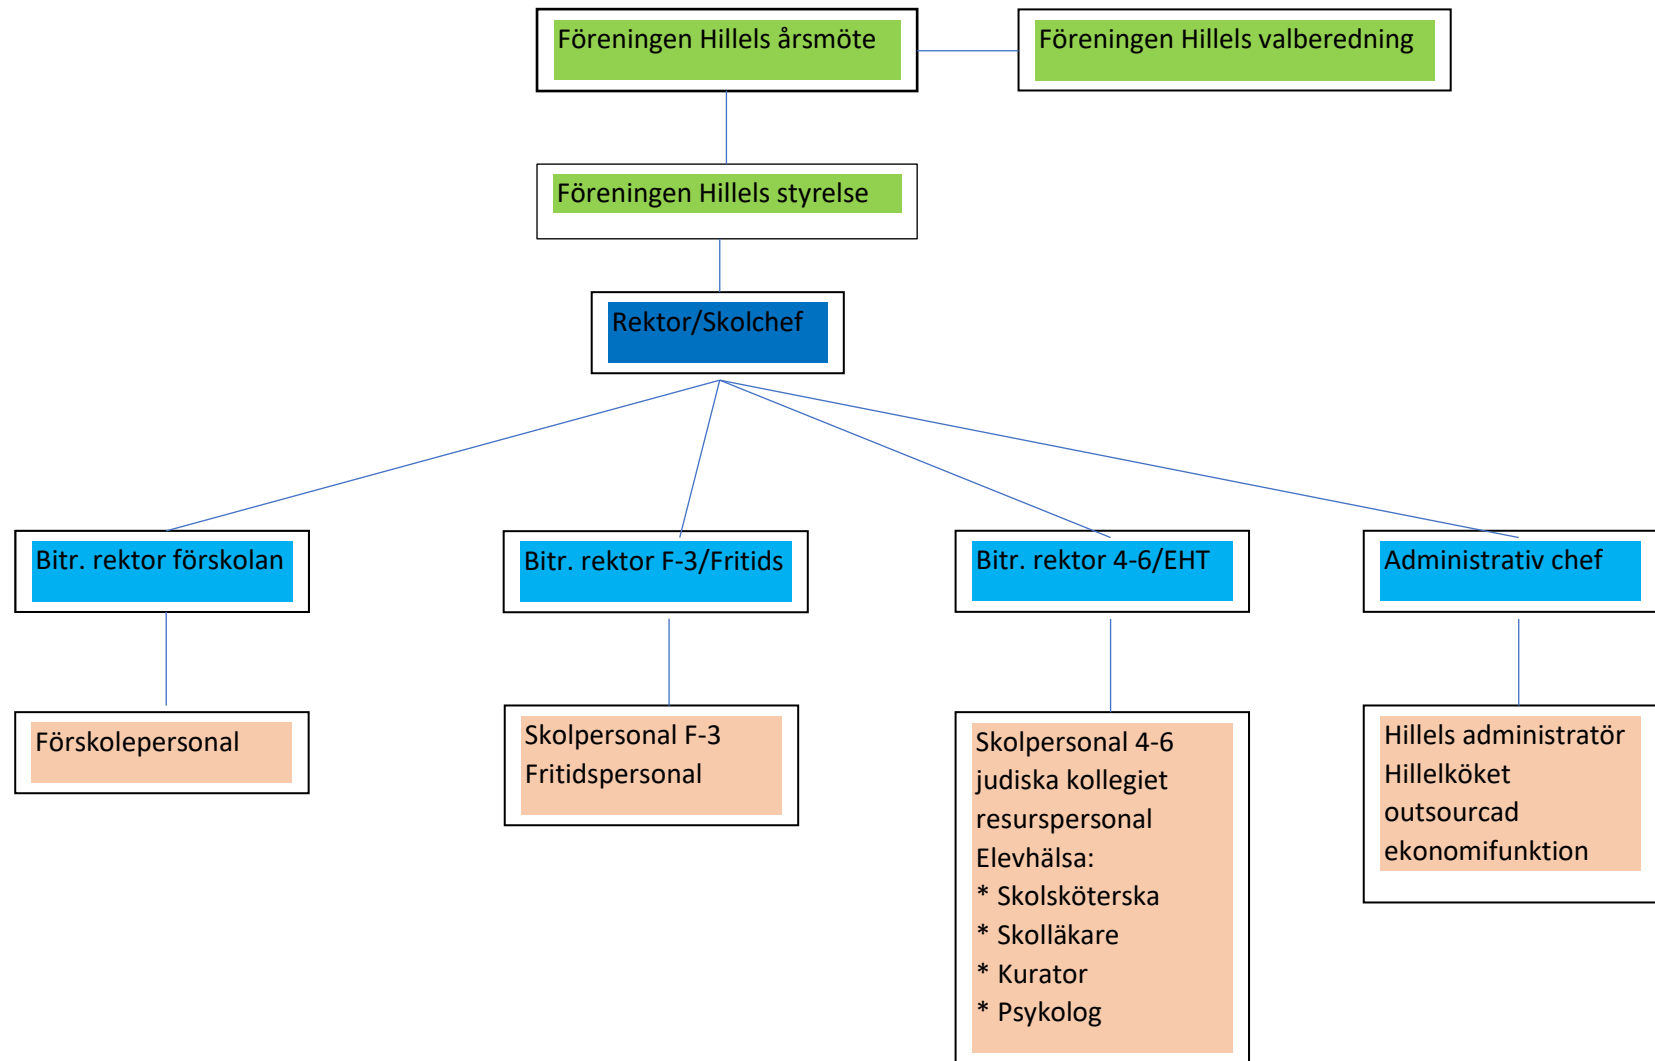 Föreningen Hillels årsmöte
Föreningen Hillels valberedning
Föreningen Hillels styrelse
Rektor/Skolchef
Bitr. rektor förskolan
Bitr. rektor F-3/Fritids
Bitr. rektor 4-6/EHT
Administrativ chef
Förskolepersonal
Skolpersonal F-3
Fritidspersonal
Skolpersonal 4-6
judiska kollegiet
resurspersonal
Elevhälsa:
* Skolsköterska
* Skolläkare
* Kurator
* Psykolog
Hillels administratör
Hillelköket
outsourcad
ekonomifunktion